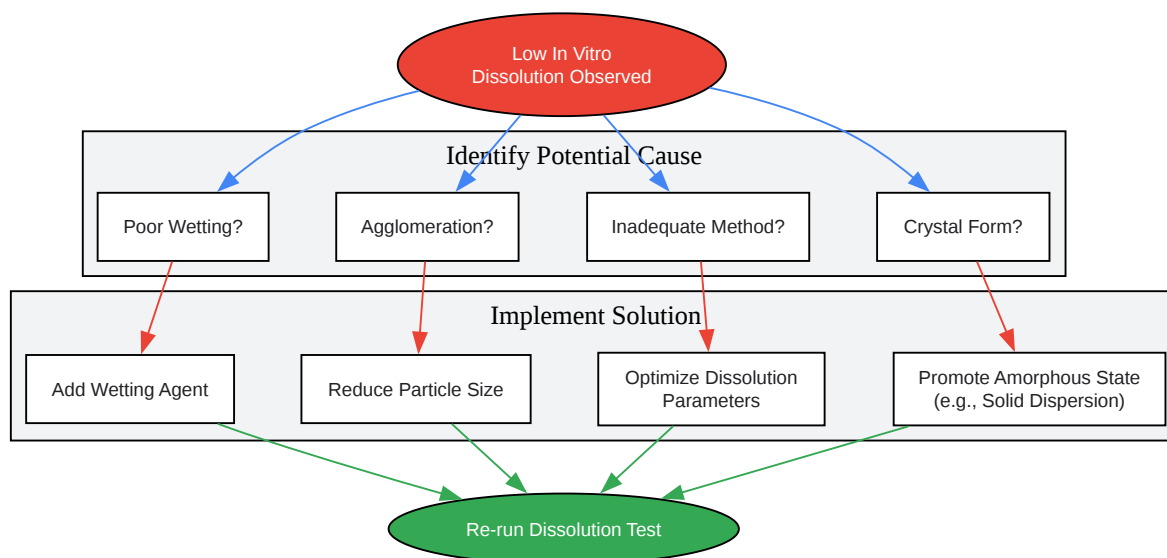 Low In Vitro
Dissolution Observed
Identify Potential Cause
Poor Wetting?
Agglomeration?
Inadequate Method?
Crystal Form?
Implement Solution
Add Wetting Agent
Reduce Particle Size
Optimize Dissolution
Parameters
Promote Amorphous State
(e.g., Solid Dispersion)
Re-run Dissolution Test